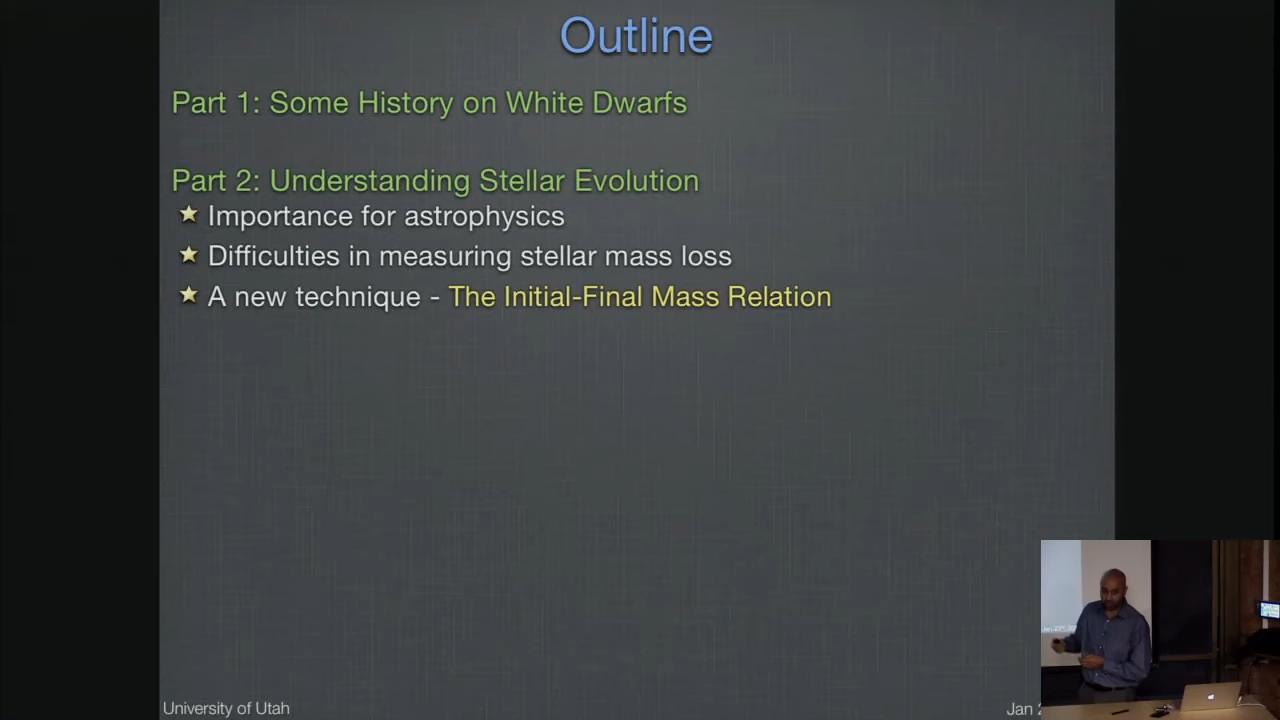 Outline
Part 1: Some History on White Dwarfs
Part 2: Understanding Stellar Evolution
Importance for astrophysics
Difficulties in measuring stellar mass loss
A new technique - The Initial-Final Mass Relation
University of Utah
Jan